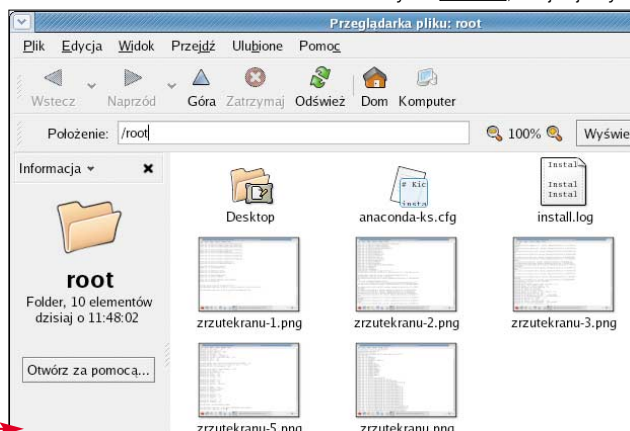 Przeglądarka pliku: root
Plik Edycja Widok Przejdź Ulubione Pomoc
Wstecz Naprzód Góra Zatrzymaj Odśwież Dom Komputer
Położenie: /root 100%
Informacja
root
Folder, 10 elementów
dzisiaj o 11:48:02
Otwórz za pomocą...
Desktop anaconda-ks.cfg install.log
zrzutekranu-1.png zrzutekranu-2.png zrzutekranu-3.png
zrzutekranu-5.png zrzutekranu.png